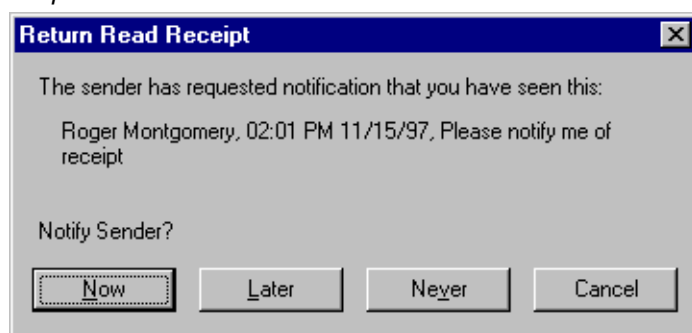 Return Read Receipt
The sender has requested notification that you have seen this:
Roger Montgomery, 02:01 PM 11/15/97, Please notify me of
receipt
Notify Sender?
Now Later Never Cancel